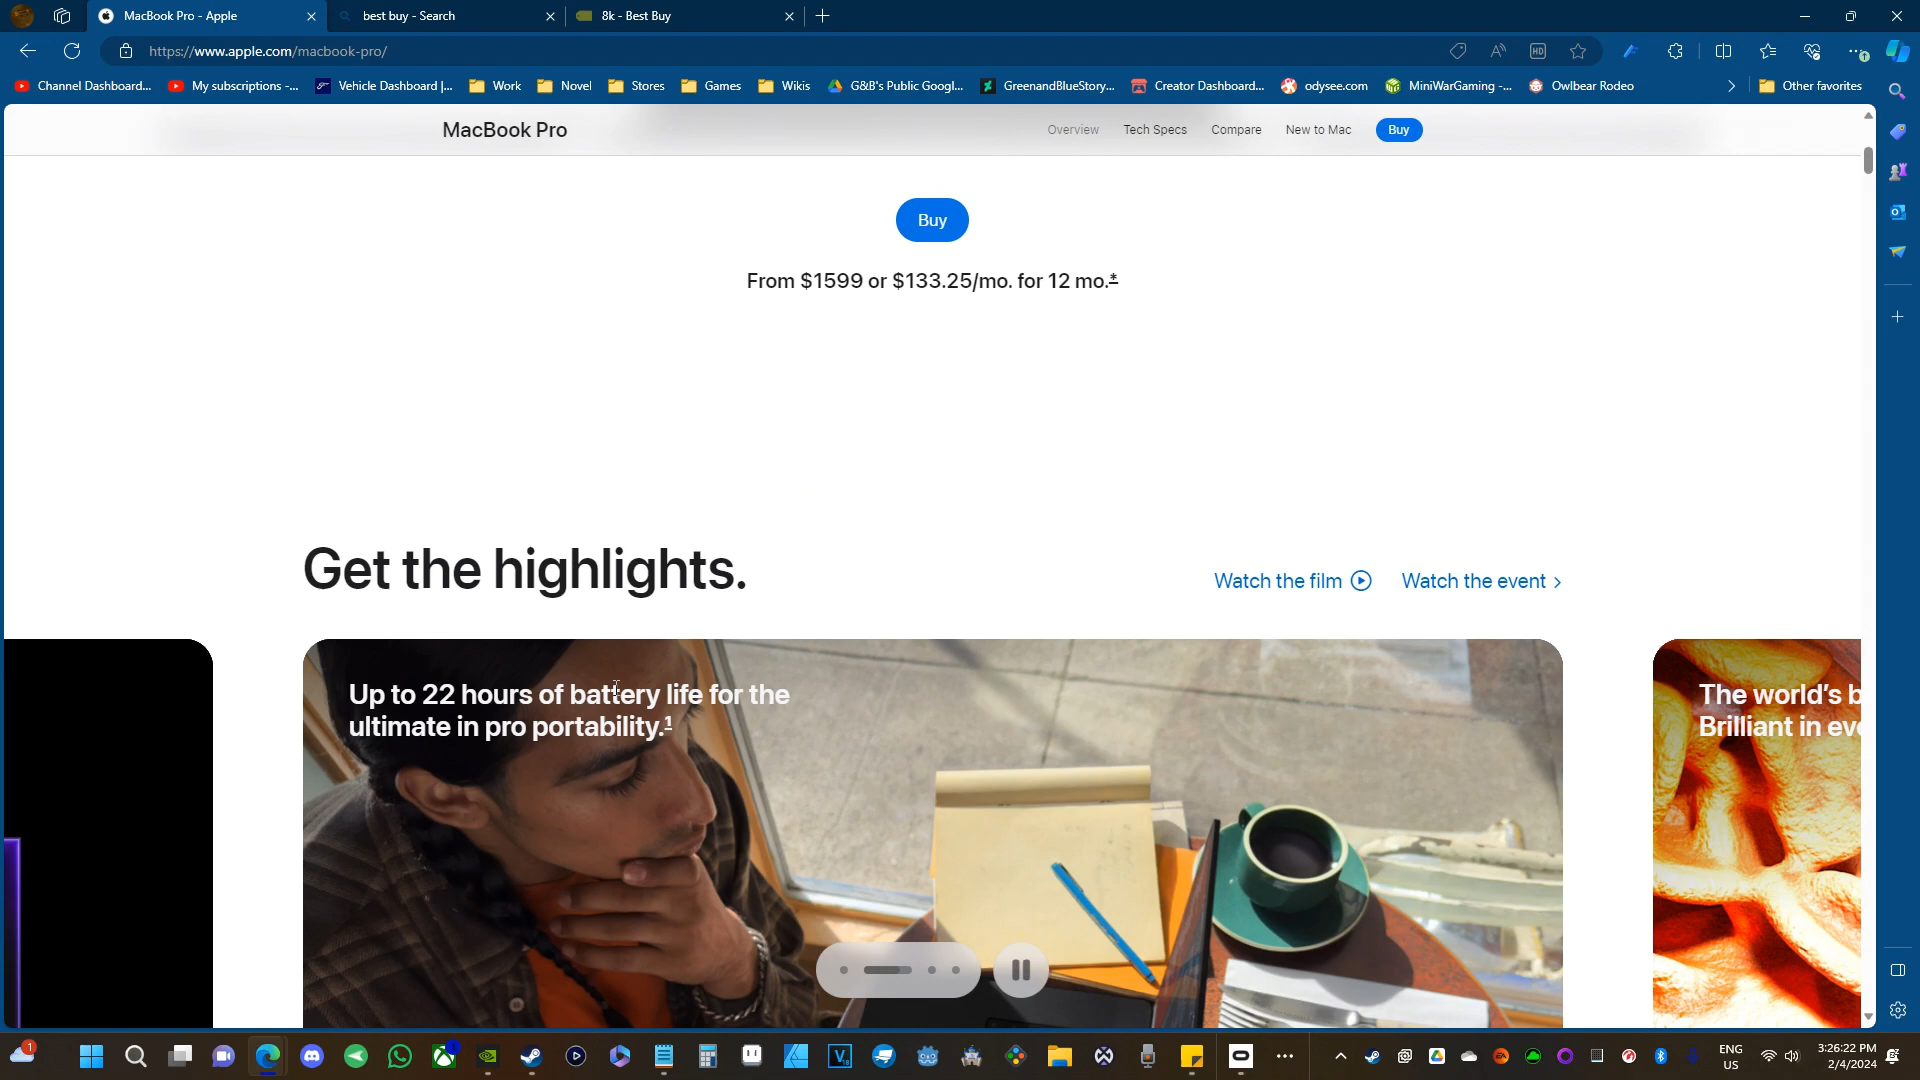 MacBook Pro - Apple
best buy - Search
8k - Best Buy
https://www.apple.com/macbook-pro/
HD
1
Channel Dashboard...
My subscriptions -...
Vehicle Dashboard |...
Work
Novel
Stores
Games
Wikis
G&B's Public Googl...
GreenandBlueStory...
Creator Dashboard...
odysee.com
MiniWarGaming -...
Owlbear Rodeo
Other favorites
MacBook Pro
Overview
Tech Specs
Compare
New to Mac
Buy
Buy
From $1599 or $133.25/mo. for 12 mo.*
Get the highlights.
Watch the film
Watch the event
Up to 22 hours of battery life for the
ultimate in pro portability.1
The world's b
Brilliant in eve
1
ENG
US
3:26:22 PM
2/4/2024